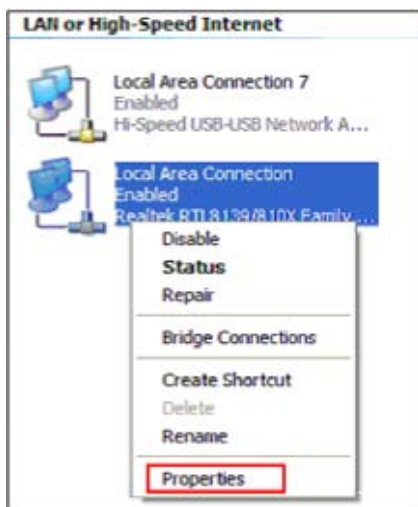 LAN or High-Speed Internet
Local Area Connection 7
Enabled
Hi-Speed USB-USB Network A...
Local Area Connection
Enabled
Realtek RTL8139/810X Family ...
Disable
Status
Repair
Bridge Connections
Create Shortcut
Delete
Rename
Properties